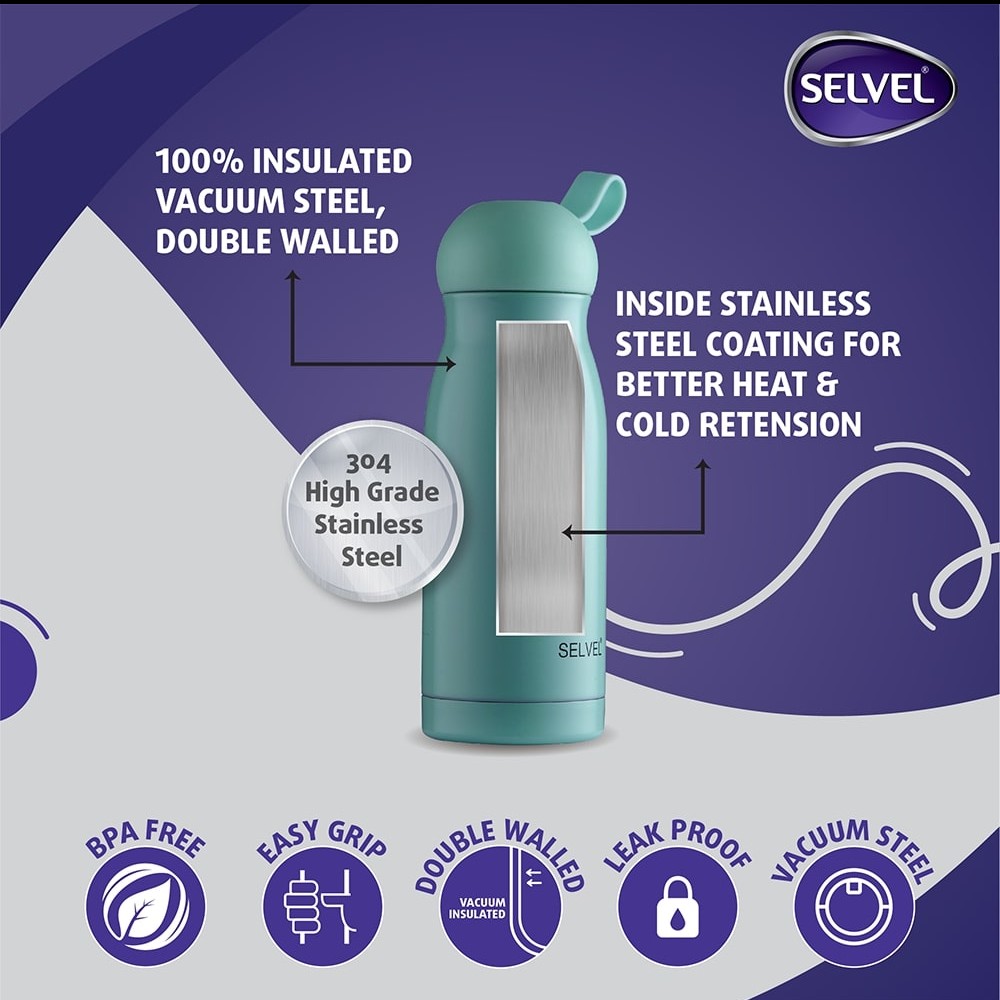 SELVEL®
100% INSULATED
VACUUM STEEL,
DOUBLE WALLED
INSIDE STAINLESS
STEEL COATING FOR
BETTER HEAT &
COLD RETENSION
304
High Grade
Stainless
Steel
SELVEL®
BPA FREE
EASY GRIP
DOUBLE WALLED
VACUUM
INSULATED
LEAK PROOF
VACUUM STEEL